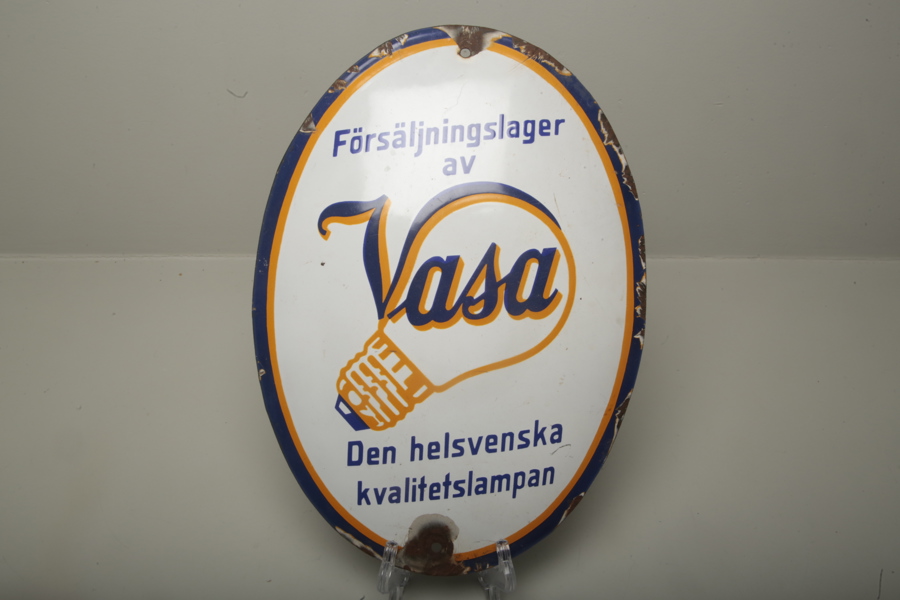 Försäljningslager
av
Vasa
Den helsvenska
kvalitetslampan